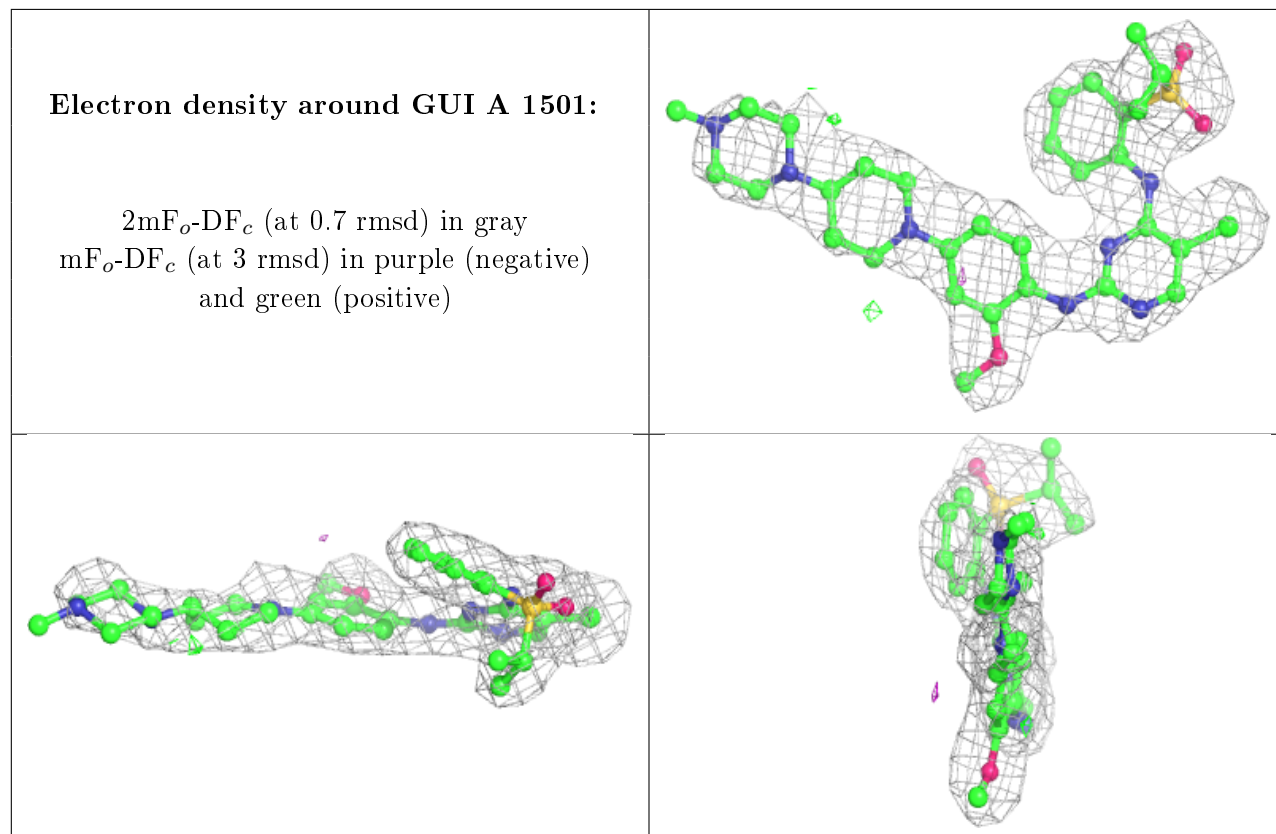 Electron density around GUI A 1501:
2mFₒ-DF𝒸 (at 0.7 rmsd) in gray
mFₒ-DF𝒸 (at 3 rmsd) in purple (negative)
and green (positive)